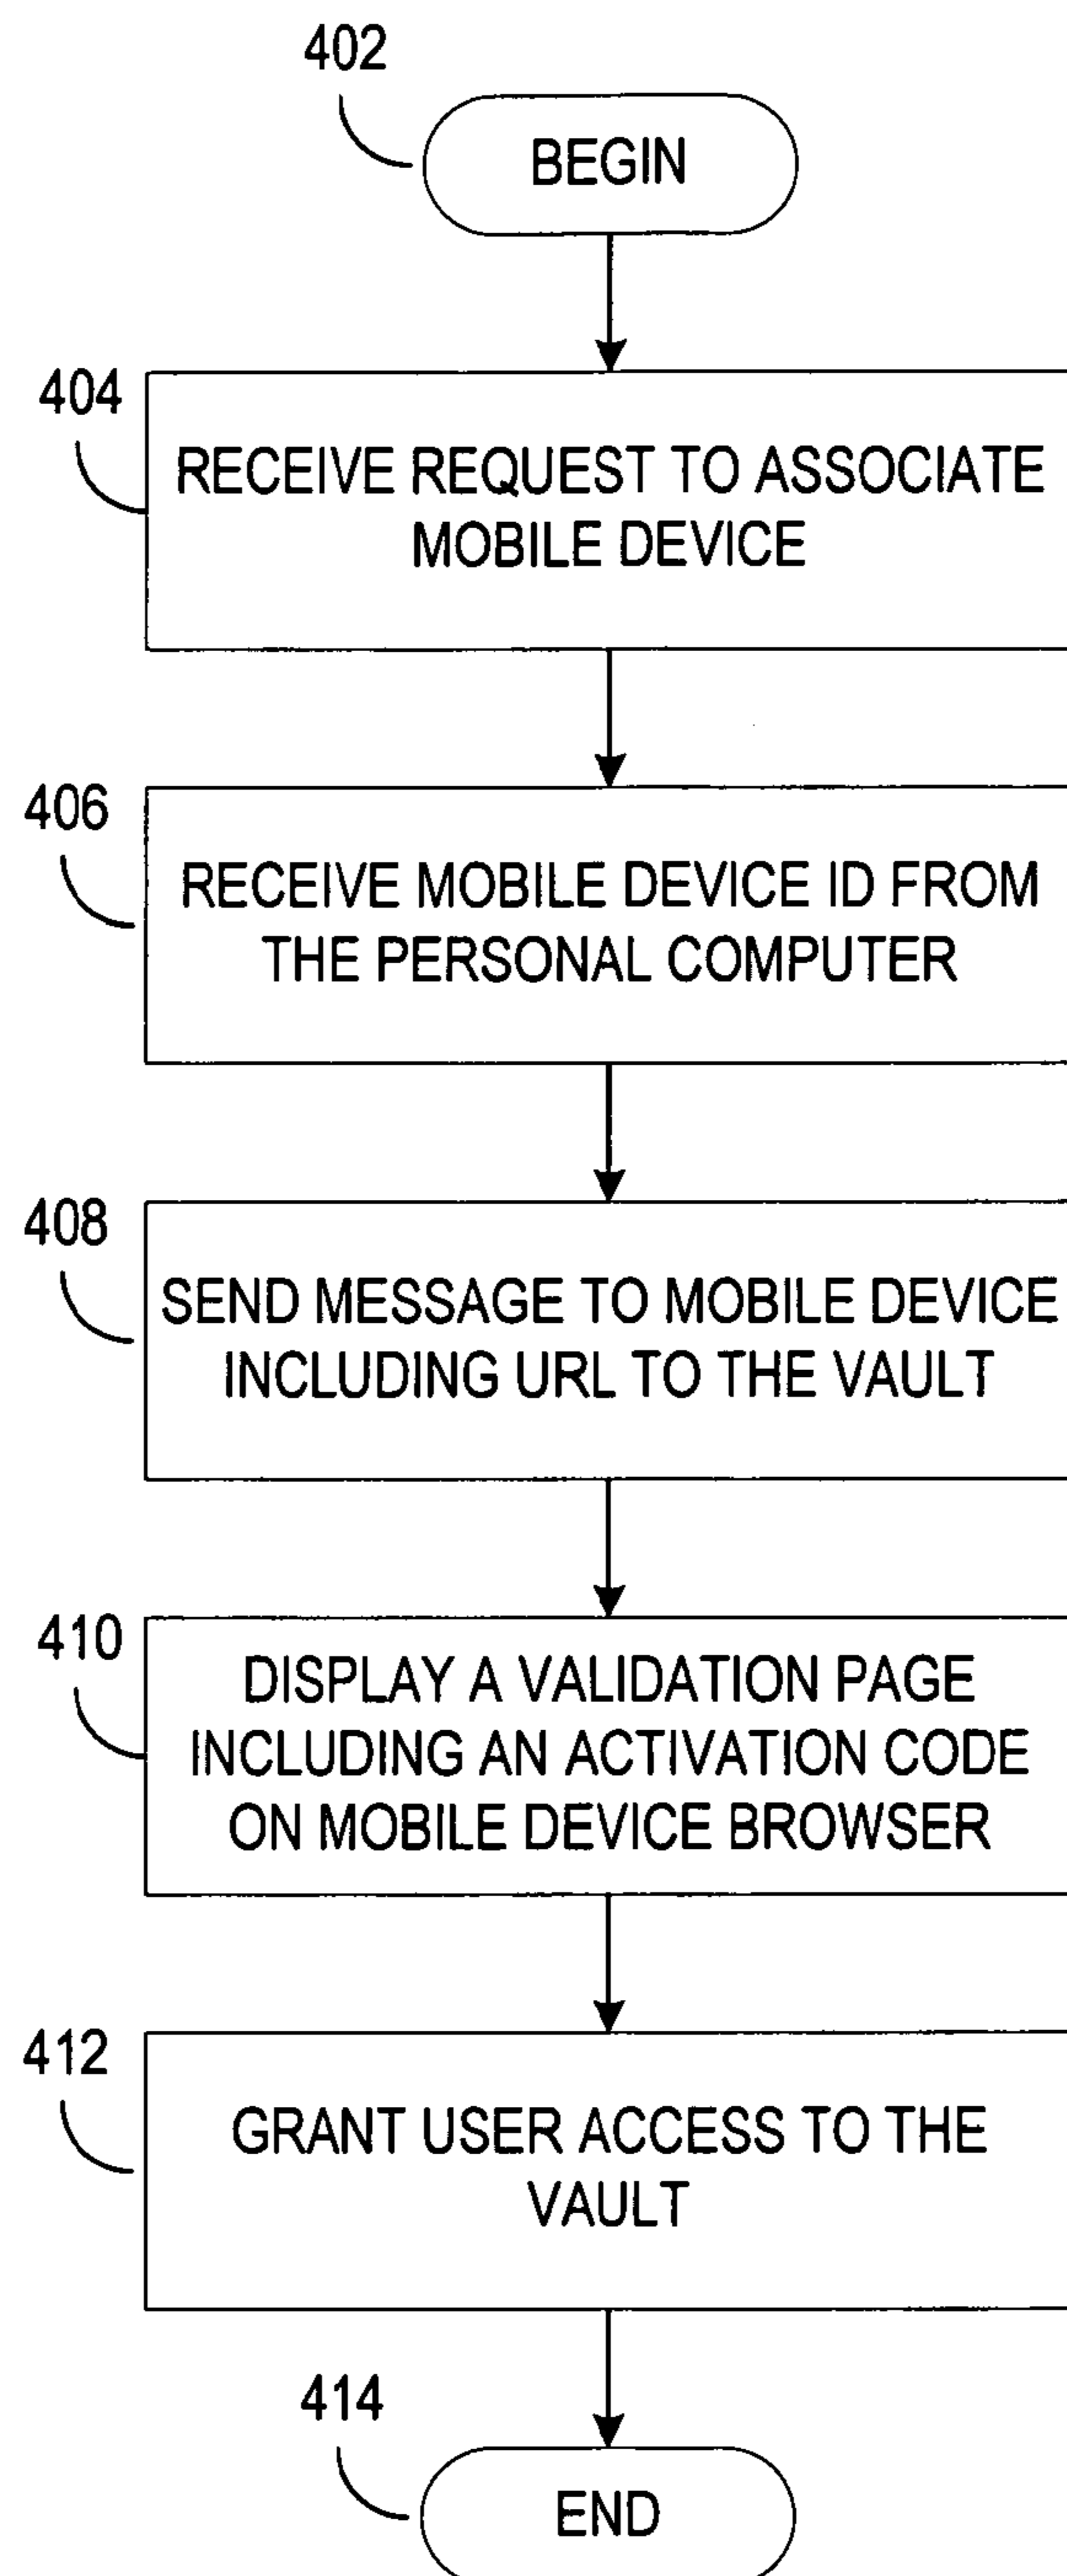 402
BEGIN
404
RECEIVE REQUEST TO ASSOCIATE
MOBILE DEVICE
406
RECEIVE MOBILE DEVICE ID FROM
THE PERSONAL COMPUTER
408
SEND MESSAGE TO MOBILE DEVICE
INCLUDING URL TO THE VAULT
410
DISPLAY A VALIDATION PAGE
INCLUDING AN ACTIVATION CODE
ON MOBILE DEVICE BROWSER
412
GRANT USER ACCESS TO THE
VAULT
414
END